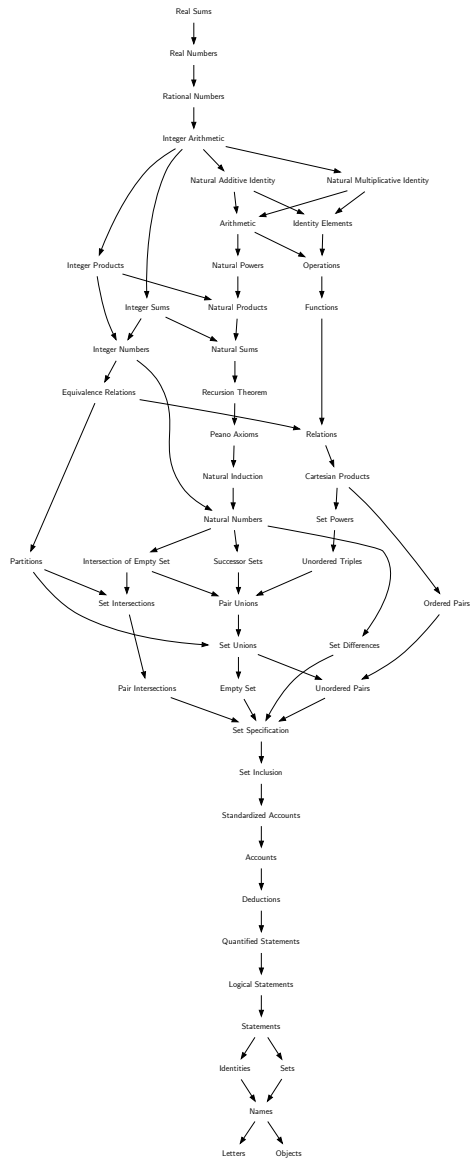 Real Sums
Real Numbers
Rational Numbers
Integer Arithmetic
Natural Additive Identity
Natural Multiplicative Identity
Arithmetic
Identity Elements
Integer Products
Natural Powers
Operations
Integer Sums
Natural Products
Functions
Integer Numbers
Natural Sums
Equivalence Relations
Recursion Theorem
Peano Axioms
Relations
Natural Induction
Cartesian Products
Natural Numbers
Set Powers
Partitions
Intersection of Empty Set
Successor Sets
Unordered Triples
Set Intersections
Pair Unions
Ordered Pairs
Set Unions
Set Differences
Pair Intersections
Empty Set
Unordered Pairs
Set Specification
Set Inclusion
Standardized Accounts
Accounts
Deductions
Quantified Statements
Logical Statements
Statements
Identities
Sets
Names
Letters
Objects